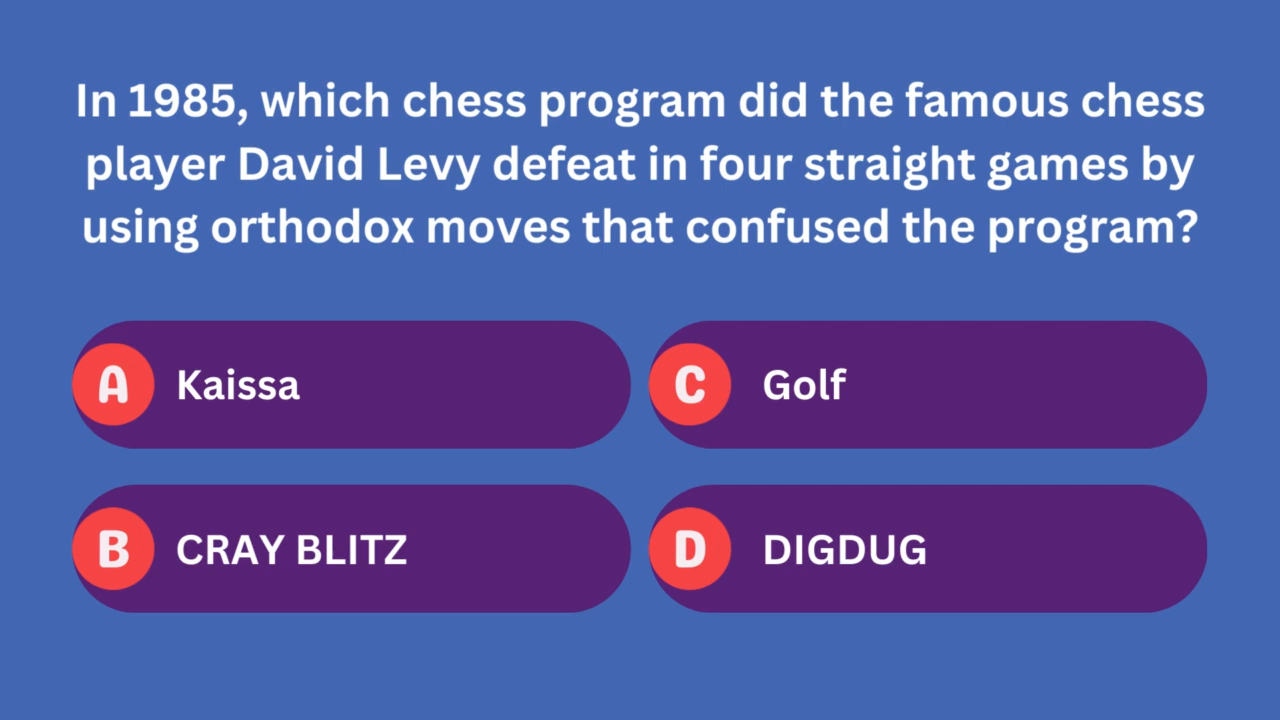 In 1985, which chess program did the famous chess
player David Levy defeat in four straight games by
using orthodox moves that confused the program?
A Kaissa
C Golf
B CRAY BLITZ
D DIGDUG